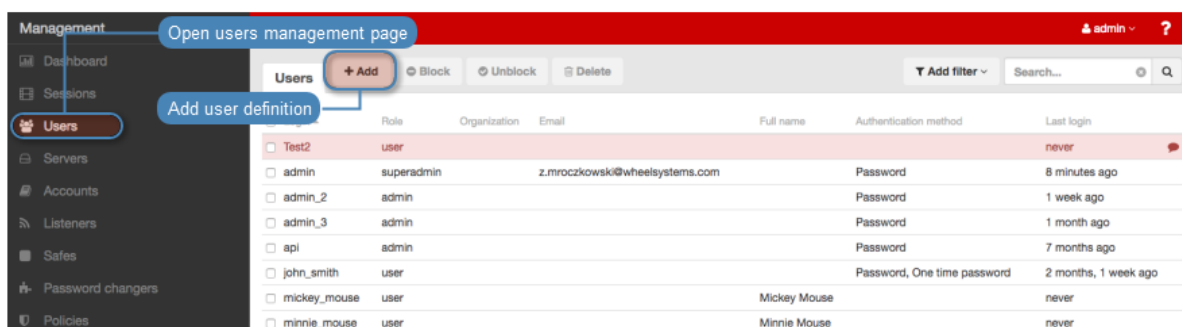 Management
Open users management page
admin
?
Dashboard
Sessions
Users
Servers
Accounts
Listeners
Safes
Password changers
Policies
Users
+ Add
Block
Unblock
Delete
Add filter
Search...
Add user definition
Role Organization Email Full name Authentication method Last login
Test2 user never
admin superadmin z.mroczkowski@wheelsystems.com Password 8 minutes ago
admin_2 admin Password 1 week ago
admin_3 admin Password 1 month ago
api admin Password 7 months ago
john_smith user Password, One time password 2 months, 1 week ago
mickey_mouse user Mickey Mouse never
minnie_mouse user Minnie Mouse never